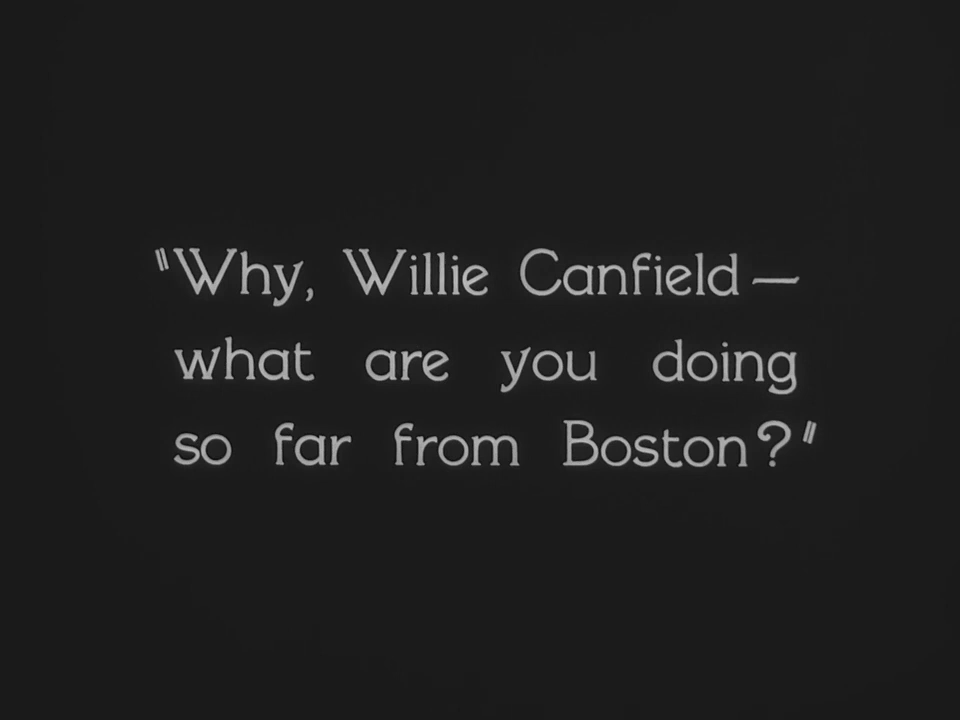 "Why, Willie Canfield—
what are you doing
so far from Boston?"